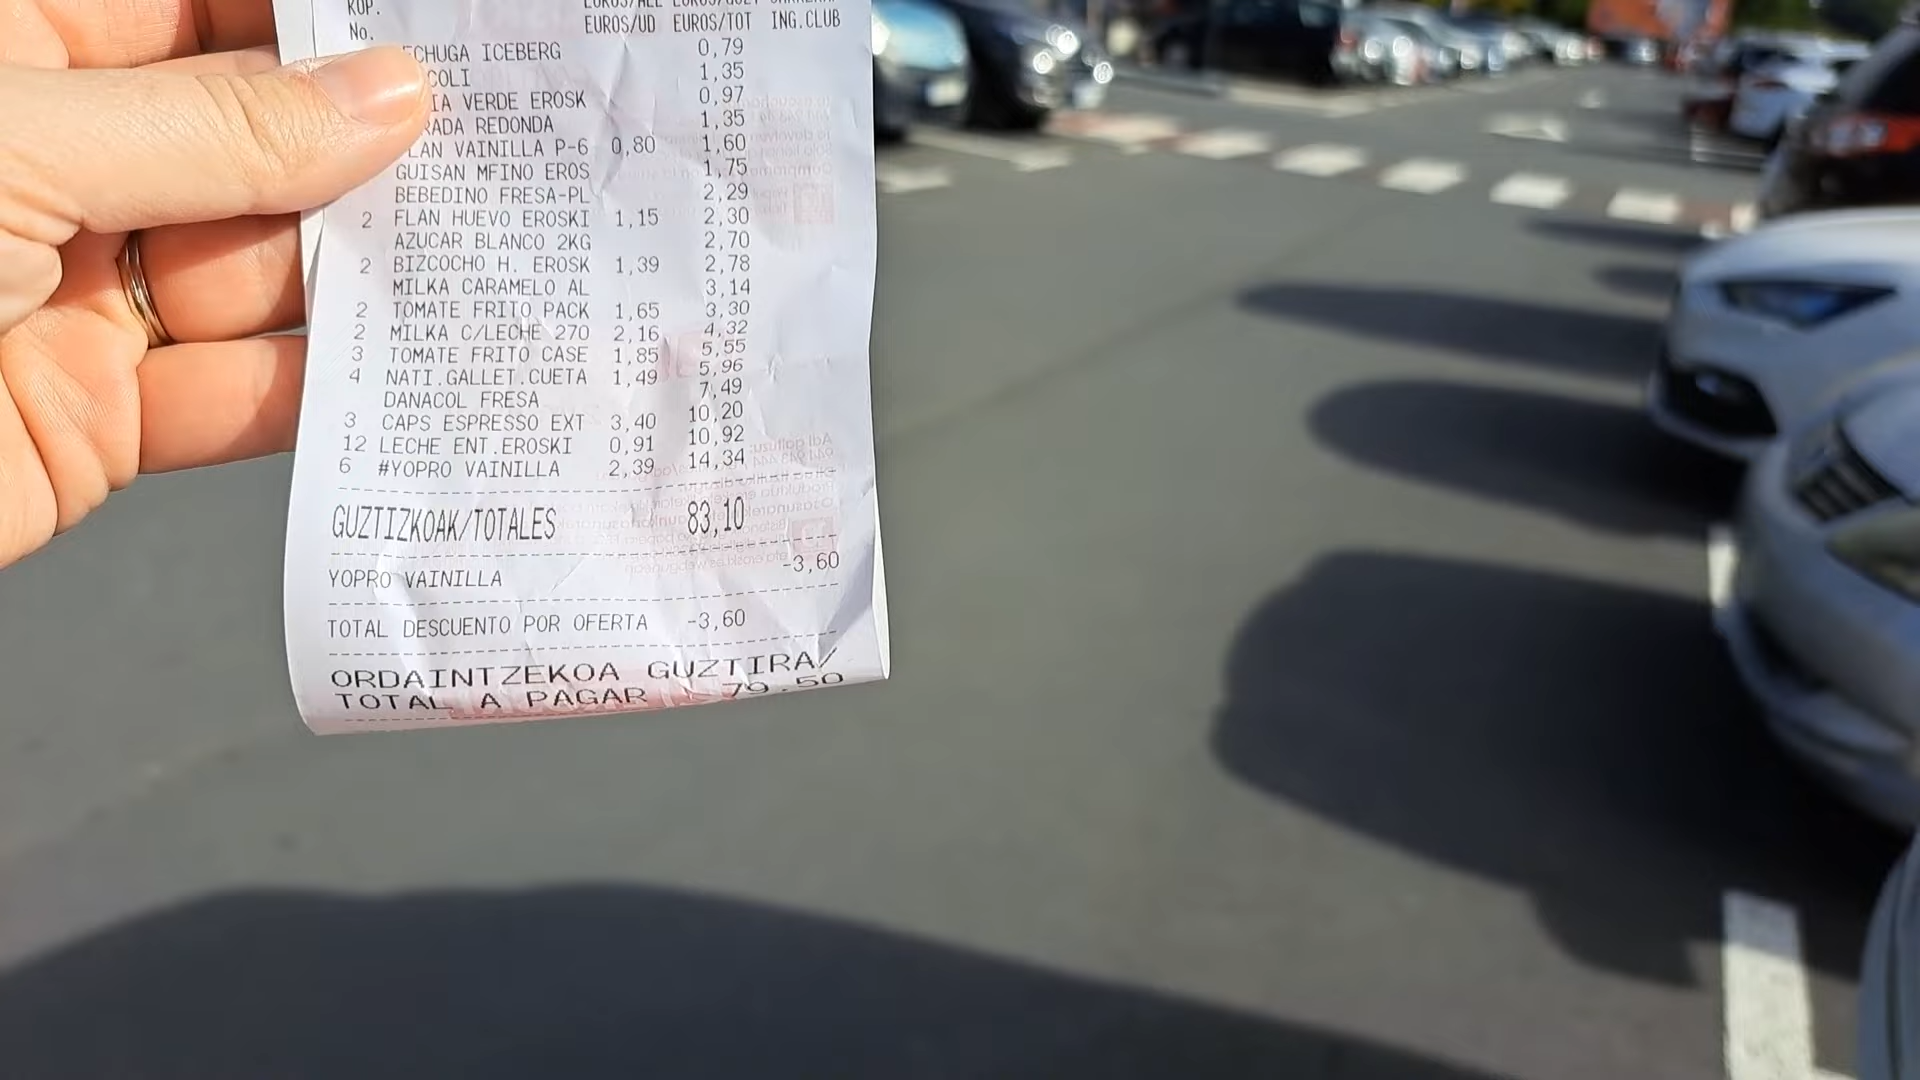 KOP.
No. EUROS/UD EUROS/TOT ING.CLUB
ECHUGA ICEBERG 0,79
COLI 1,35
IA VERDE EROSK 0,97
RADA REDONDA 1,35
LAN VAINILLA P-6 0,80 1,60
GUISAN MFINO EROS 1,75
BEBEDINO FRESA-PL 2,29
2 FLAN HUEVO EROSKI 1,15 2,30
AZUCAR BLANCO 2KG 2,70
2 BIZCOCHO H. EROSK 1,39 2,78
MILKA CARAMELO AL 3,14
2 TOMATE FRITO PACK 1,65 3,30
2 MILKA C/LECHE 270 2,16 4,32
3 TOMATE FRITO CASE 1,85 5,55
4 NATI.GALLET.CUETA 1,49 5,96
DANACOL FRESA 7,49
3 CAPS ESPRESSO EXT 3,40 10,20
12 LECHE ENT.EROSKI 0,91 10,92
6 #YOPRO VAINILLA 2,39 14,34
GUZTIZKOAK/TOTALES 83,10
YOPRO VAINILLA -3,60
TOTAL DESCUENTO POR OFERTA -3,60
ORDAINTZEKOA GUZTIRA/
TOTAL A PAGAR 79.50